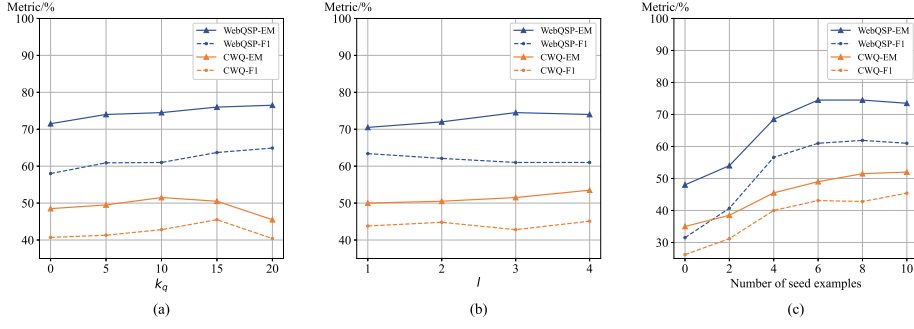 Metric/%
100
90
80
70
60
50
40
0
5
10
15
20
k_q
WebQSP-EM
WebQSP-F1
CWQ-EM
CWQ-F1
(a)
Metric/%
100
90
80
70
60
50
40
1
2
3
4
l
WebQSP-EM
WebQSP-F1
CWQ-EM
CWQ-F1
(b)
Metric/%
100
90
80
70
60
50
40
30
0
2
4
6
8
10
Number of seed examples
WebQSP-EM
WebQSP-F1
CWQ-EM
CWQ-F1
(c)